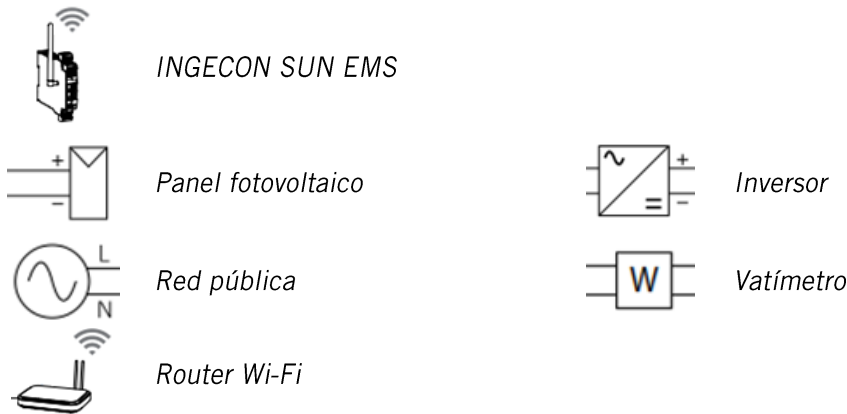 INGECON SUN EMS
+
−
Panel fotovoltaico
+
−
Inversor
L
N
Red pública
W
Vatímetro
Router Wi-Fi